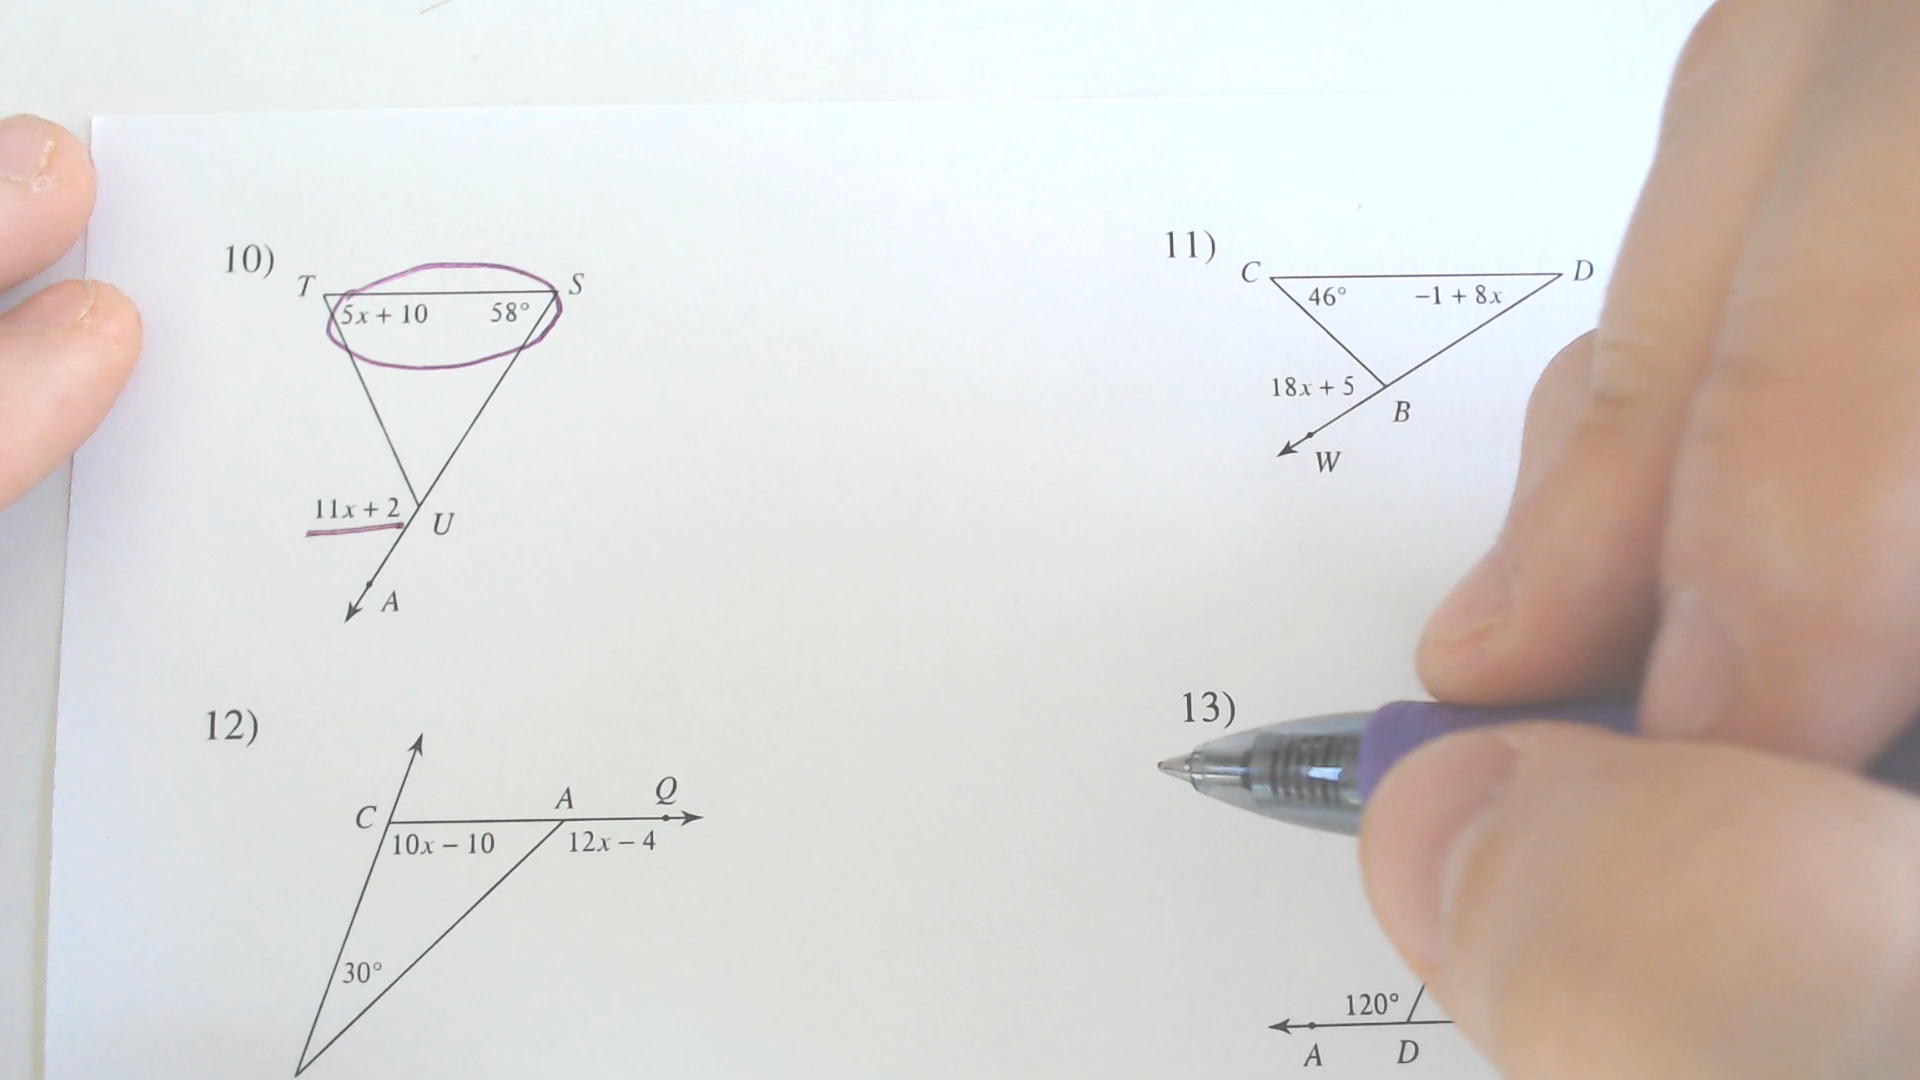 10)
T
S
5x + 10
58°
11x + 2
U
A
11)
C
D
46°
−1 + 8x
18x + 5
B
W
12)
C
A
Q
10x − 10
12x − 4
30°
13)
120°
A
D